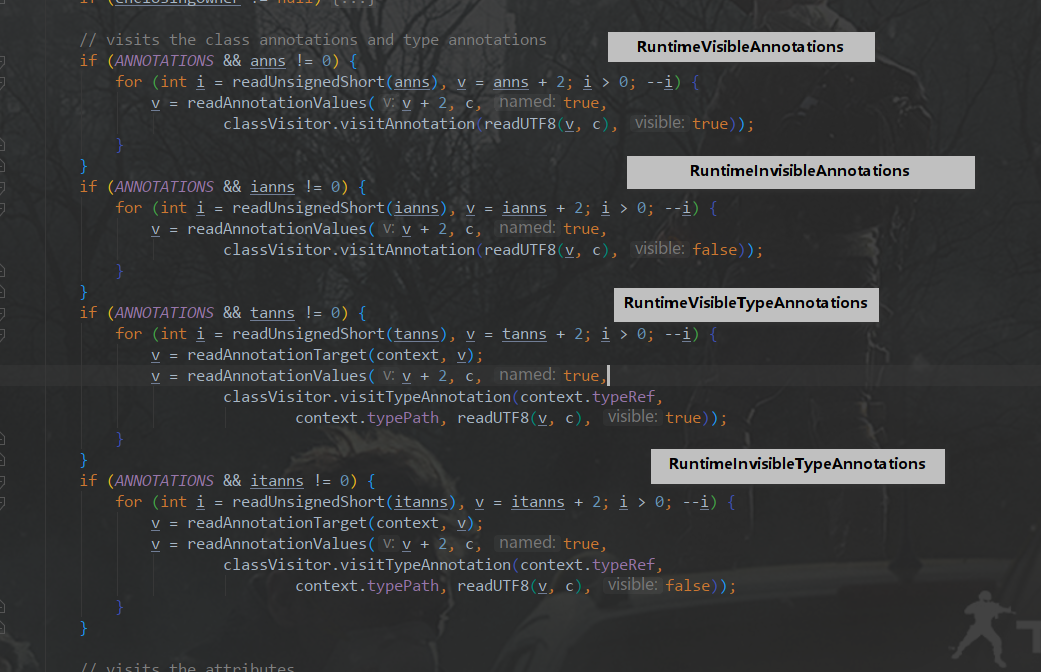 if (enclosingOwner != null) {...}
// visits the class annotations and type annotations
RuntimeVisibleAnnotations
if (ANNOTATIONS && anns != 0) {
for (int i = readUnsignedShort(anns), v = anns + 2; i > 0; --i) {
v = readAnnotationValues( v: v + 2, c, named: true,
classVisitor.visitAnnotation(readUTF8(v, c), visible: true));
}
}
RuntimeInvisibleAnnotations
if (ANNOTATIONS && ianns != 0) {
for (int i = readUnsignedShort(ianns), v = ianns + 2; i > 0; --i) {
v = readAnnotationValues( v: v + 2, c, named: true,
classVisitor.visitAnnotation(readUTF8(v, c), visible: false));
}
}
RuntimeVisibleTypeAnnotations
if (ANNOTATIONS && tanns != 0) {
for (int i = readUnsignedShort(tanns), v = tanns + 2; i > 0; --i) {
v = readAnnotationTarget(context, v);
v = readAnnotationValues( v: v + 2, c, named: true,
classVisitor.visitTypeAnnotation(context.typeRef,
context.typePath, readUTF8(v, c), visible: true));
}
}
RuntimeInvisibleTypeAnnotations
if (ANNOTATIONS && itanns != 0) {
for (int i = readUnsignedShort(itanns), v = itanns + 2; i > 0; --i) {
v = readAnnotationTarget(context, v);
v = readAnnotationValues( v: v + 2, c, named: true,
classVisitor.visitTypeAnnotation(context.typeRef,
context.typePath, readUTF8(v, c), visible: false));
}
}
// visits the attributes